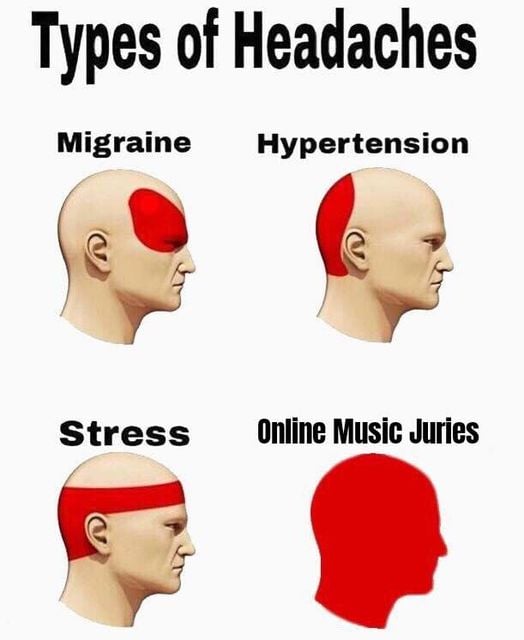 Types of Headaches
Migraine
Hypertension
Stress
Online Music Juries